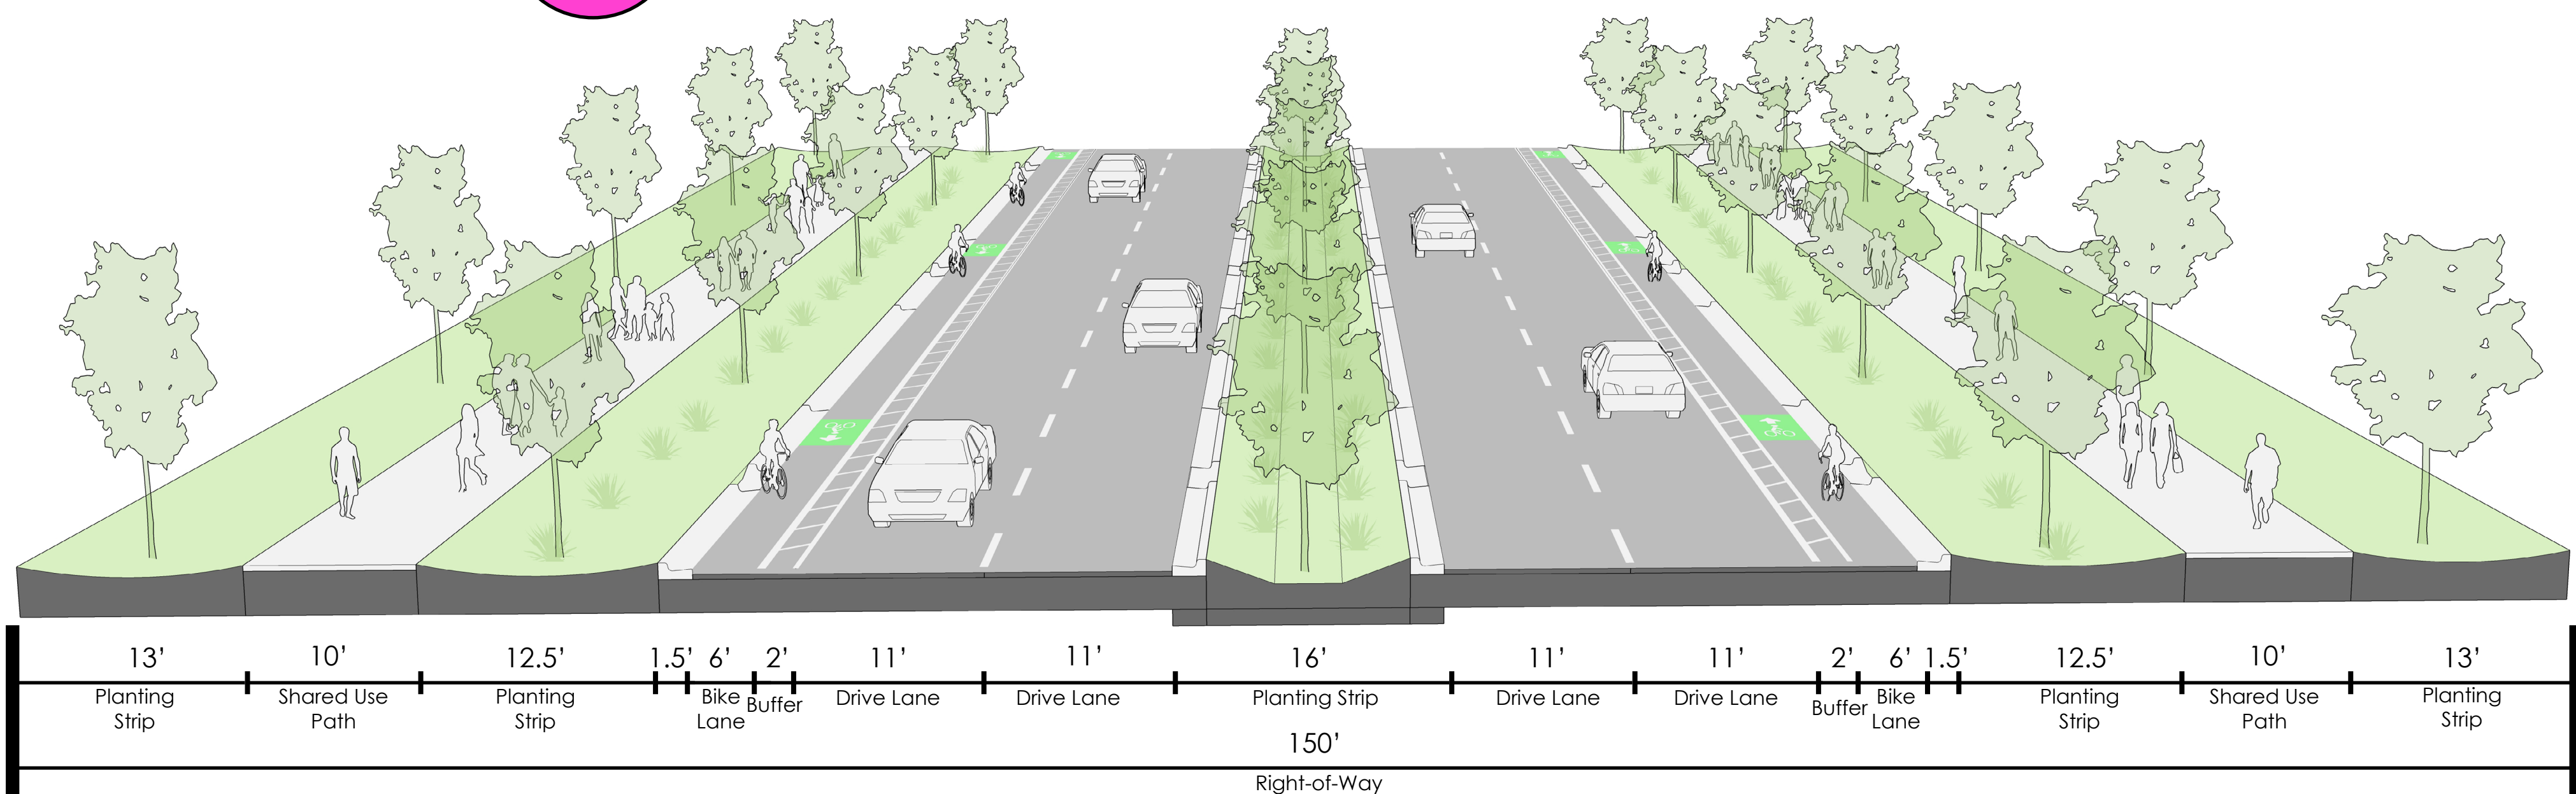 13’ 10’ 12.5’ 1.5’ 6’ 2’ 11’ 11’ 16’ 11’ 11’ 2’ 6’ 1.5’ 12.5’ 10’ 13’
Planting Strip
Shared Use Path
Planting Strip
Bike Lane
Buffer
Drive Lane
Drive Lane
Planting Strip
Drive Lane
Drive Lane
Buffer
Bike Lane
Planting Strip
Shared Use Path
Planting Strip
150’
Right-of-Way